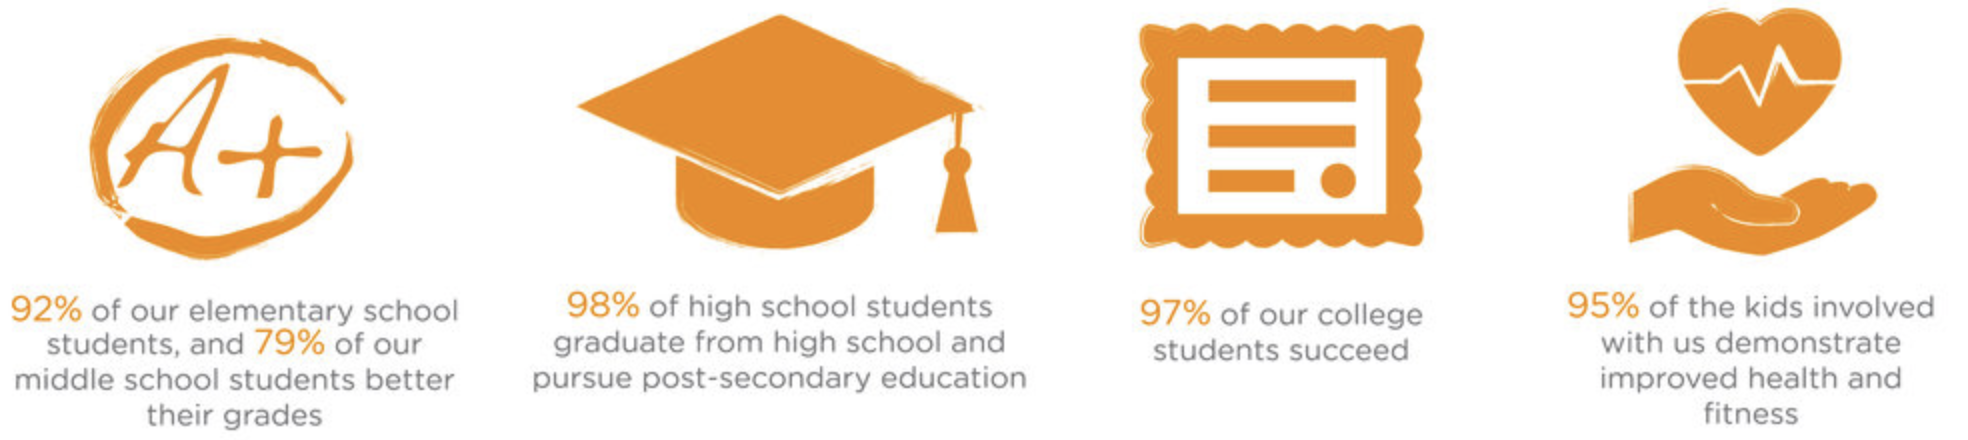 A+
92% of our elementary school
students, and 79% of our
middle school students better
their grades
98% of high school students
graduate from high school and
pursue post-secondary education
97% of our college
students succeed
95% of the kids involved
with us demonstrate
improved health and
fitness